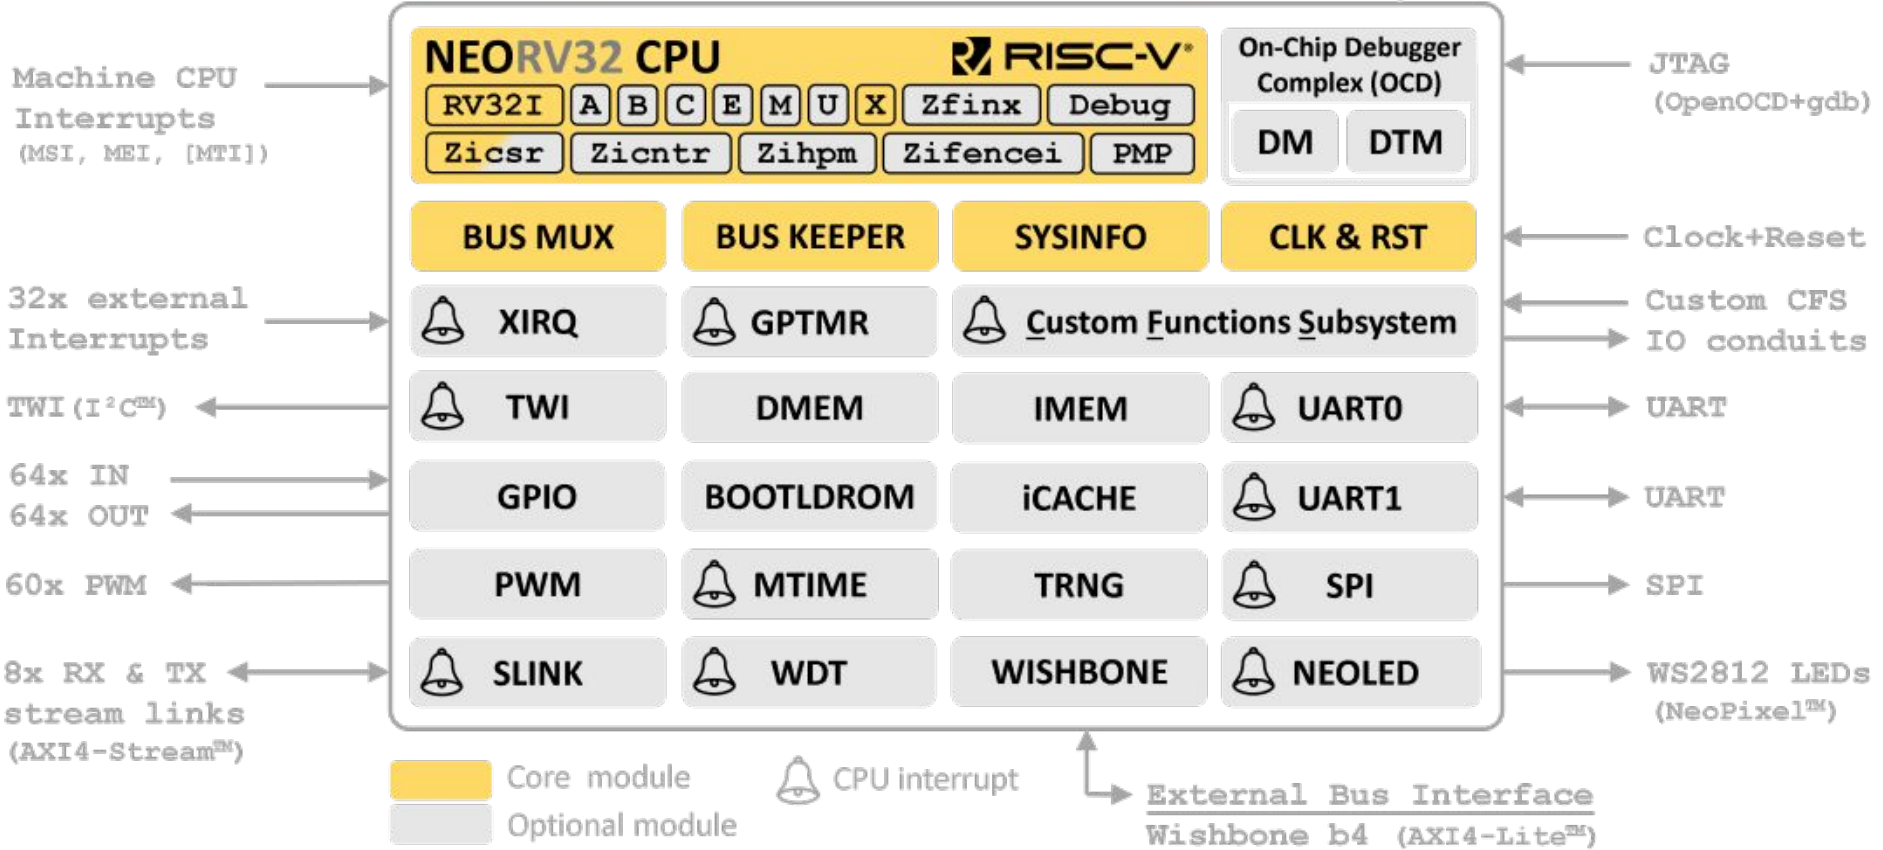 NEORV32 CPU
RISC-V®
RV32I A B C E M U X Zfinx Debug
Zicsr Zicntr Zihpm Zifencei PMP
On-Chip Debugger
Complex (OCD)
DM DTM
BUS MUX BUS KEEPER SYSINFO CLK & RST
XIRQ GPTMR Custom Functions Subsystem
TWI DMEM IMEM UART0
GPIO BOOTLDROM iCACHE UART1
PWM MTIME TRNG SPI
SLINK WDT WISHBONE NEOLED
Machine CPU
Interrupts
(MSI, MEI, [MTI])
32x external
Interrupts
TWI (I²C™)
64x IN
64x OUT
60x PWM
8x RX & TX
stream links
(AXI4-Stream™)
JTAG
(OpenOCD+gdb)
Clock+Reset
Custom CFS
IO conduits
UART
UART
SPI
WS2812 LEDs
(NeoPixel™)
Core module
Optional module
CPU interrupt
External Bus Interface
Wishbone b4 (AXI4-Lite™)